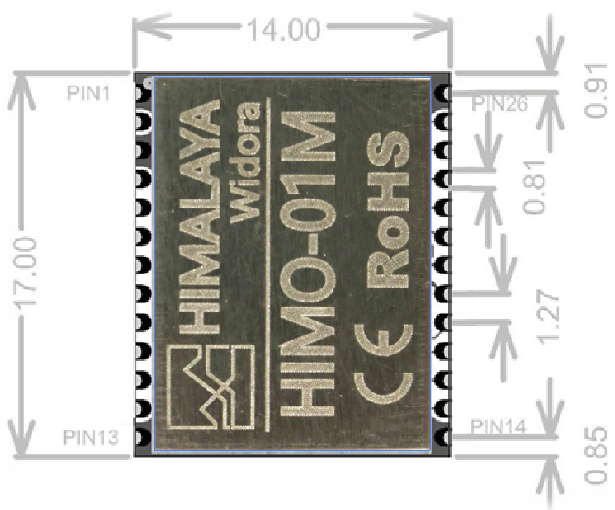 14.00
PIN1
PIN26
0.91
0.81
17.00
1.27
PIN13
PIN14
0.85
HIMALAYA
Widora
HIMO-01M
CE RoHS